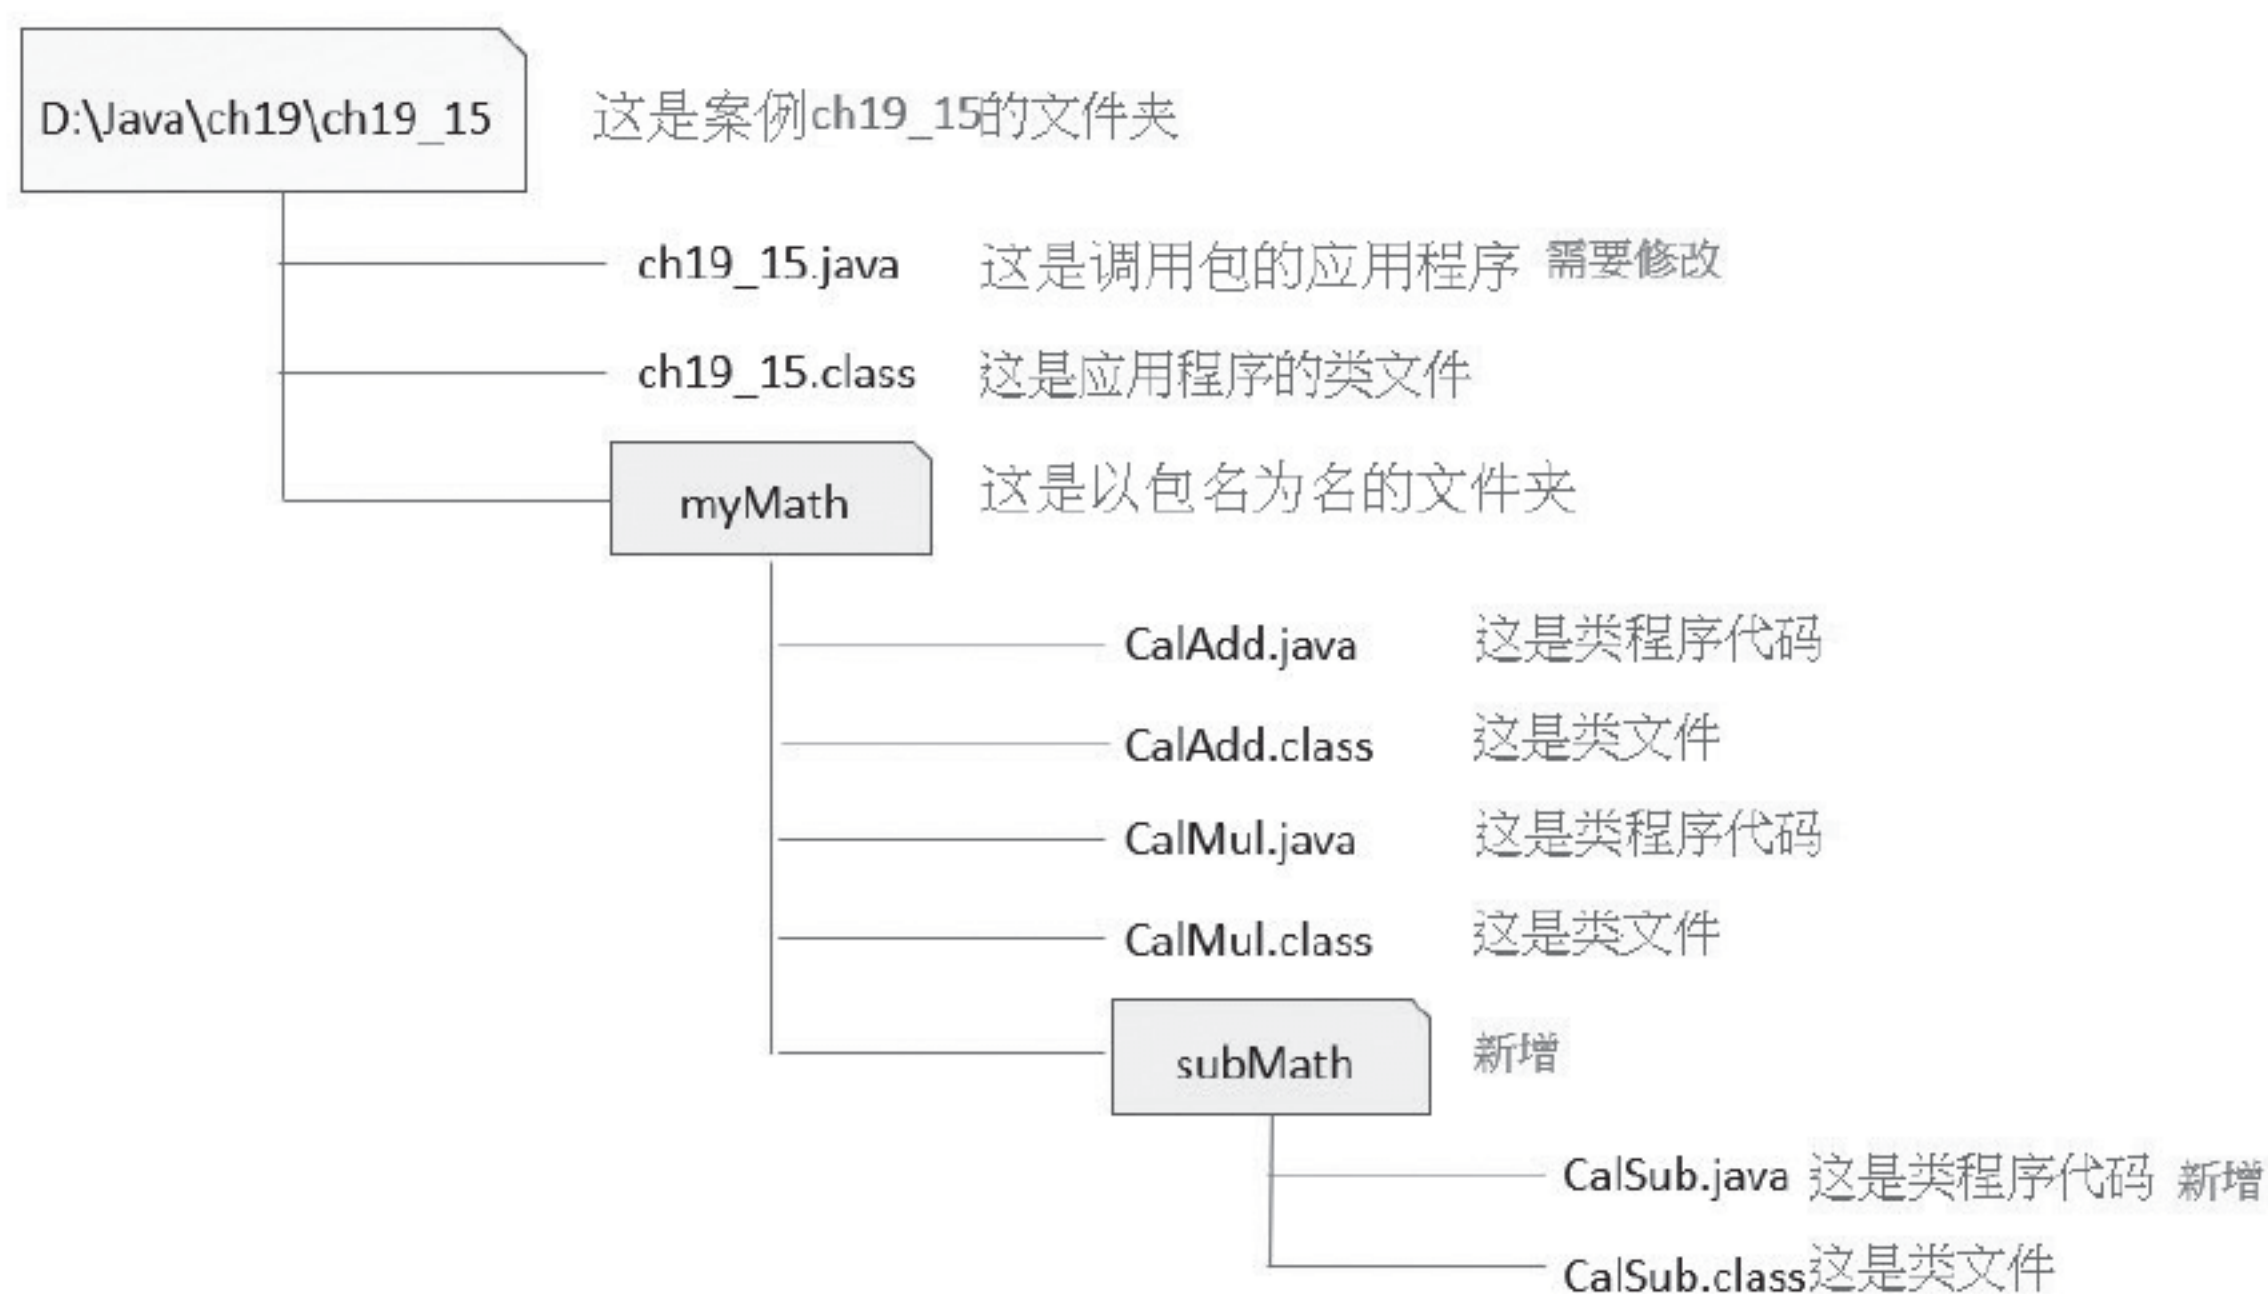 D:\Java\ch19\ch19_15 这是案例ch19_15的文件夹
ch19_15.java 这是调用包的应用程序 需要修改
ch19_15.class 这是应用程序的类文件
myMath 这是以包名为名的文件夹
CalAdd.java 这是类程序代码
CalAdd.class 这是类文件
CalMul.java 这是类程序代码
CalMul.class 这是类文件
subMath 新增
CalSub.java 这是类程序代码 新增
CalSub.class 这是类文件